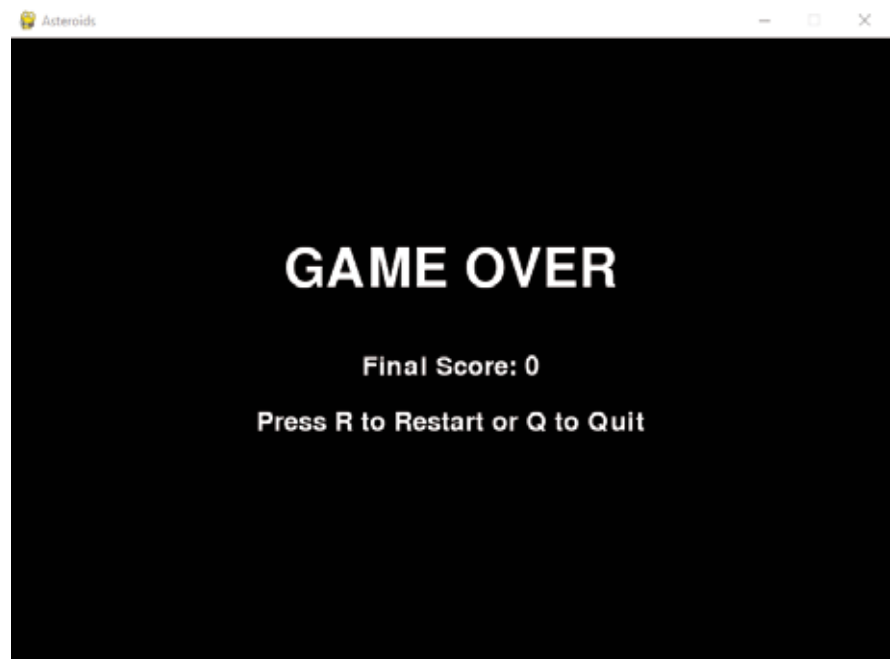 Asteroids
GAME OVER
Final Score: 0
Press R to Restart or Q to Quit